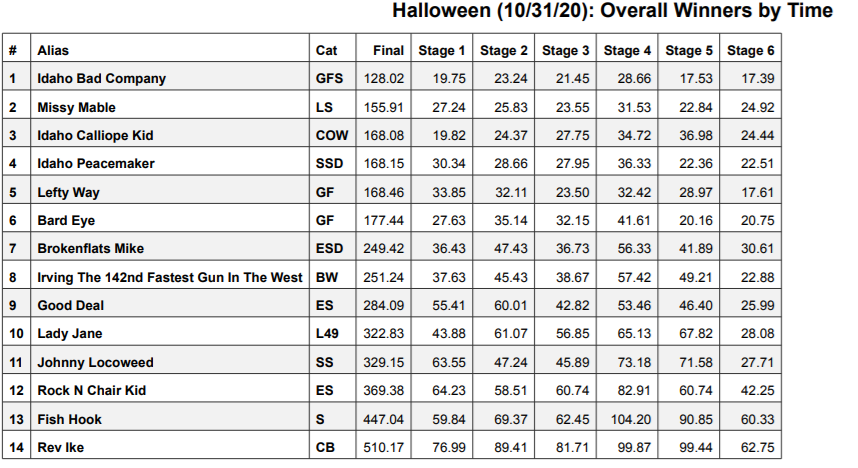 Halloween (10/31/20): Overall Winners by Time
# Alias Cat Final Stage 1 Stage 2 Stage 3 Stage 4 Stage 5 Stage 6
1 Idaho Bad Company GFS 128.02 19.75 23.24 21.45 28.66 17.53 17.39
2 Missy Mable LS 155.91 27.24 25.83 23.55 31.53 22.84 24.92
3 Idaho Calliope Kid COW 168.08 19.82 24.37 27.75 34.72 36.98 24.44
4 Idaho Peacemaker SSD 168.15 30.34 28.66 27.95 36.33 22.36 22.51
5 Lefty Way GF 168.46 33.85 32.11 23.50 32.42 28.97 17.61
6 Bard Eye GF 177.44 27.63 35.14 32.15 41.61 20.16 20.75
7 Brokenflats Mike ESD 249.42 36.43 47.43 36.73 56.33 41.89 30.61
8 Irving The 142nd Fastest Gun In The West BW 251.24 37.63 45.43 38.67 57.42 49.21 22.88
9 Good Deal ES 284.09 55.41 60.01 42.82 53.46 46.40 25.99
10 Lady Jane L49 322.83 43.88 61.07 56.85 65.13 67.82 28.08
11 Johnny Locoweed SS 329.15 63.55 47.24 45.89 73.18 71.58 27.71
12 Rock N Chair Kid ES 369.38 64.23 58.51 60.74 82.91 60.74 42.25
13 Fish Hook S 447.04 59.84 69.37 62.45 104.20 90.85 60.33
14 Rev Ike CB 510.17 76.99 89.41 81.71 99.87 99.44 62.75